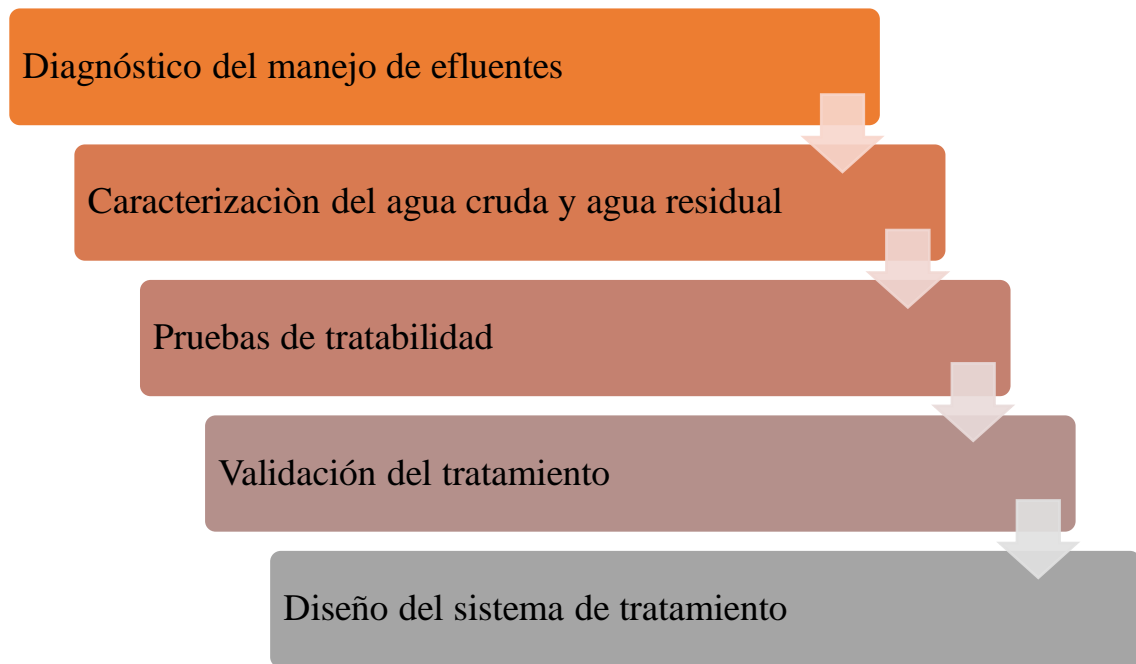 Diagnóstico del manejo de efluentes
Caracterizaciòn del agua cruda y agua residual
Pruebas de tratabilidad
Validación del tratamiento
Diseño del sistema de tratamiento